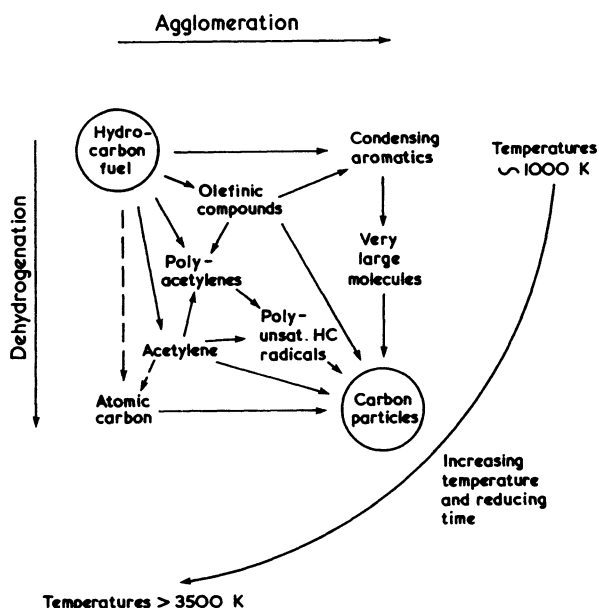 Agglomeration
Dehydrogenation
Hydro-
carbon
fuel
Condensing
aromatics
Temperatures
∽ 1000 K
Olefinic
compounds
Very
large
molecules
Poly-
acetylenes
Poly-
unsat. HC
radicals
Acetylene
Atomic
carbon
Carbon
particles
Increasing
temperature
and reducing
time
Temperatures > 3500 K